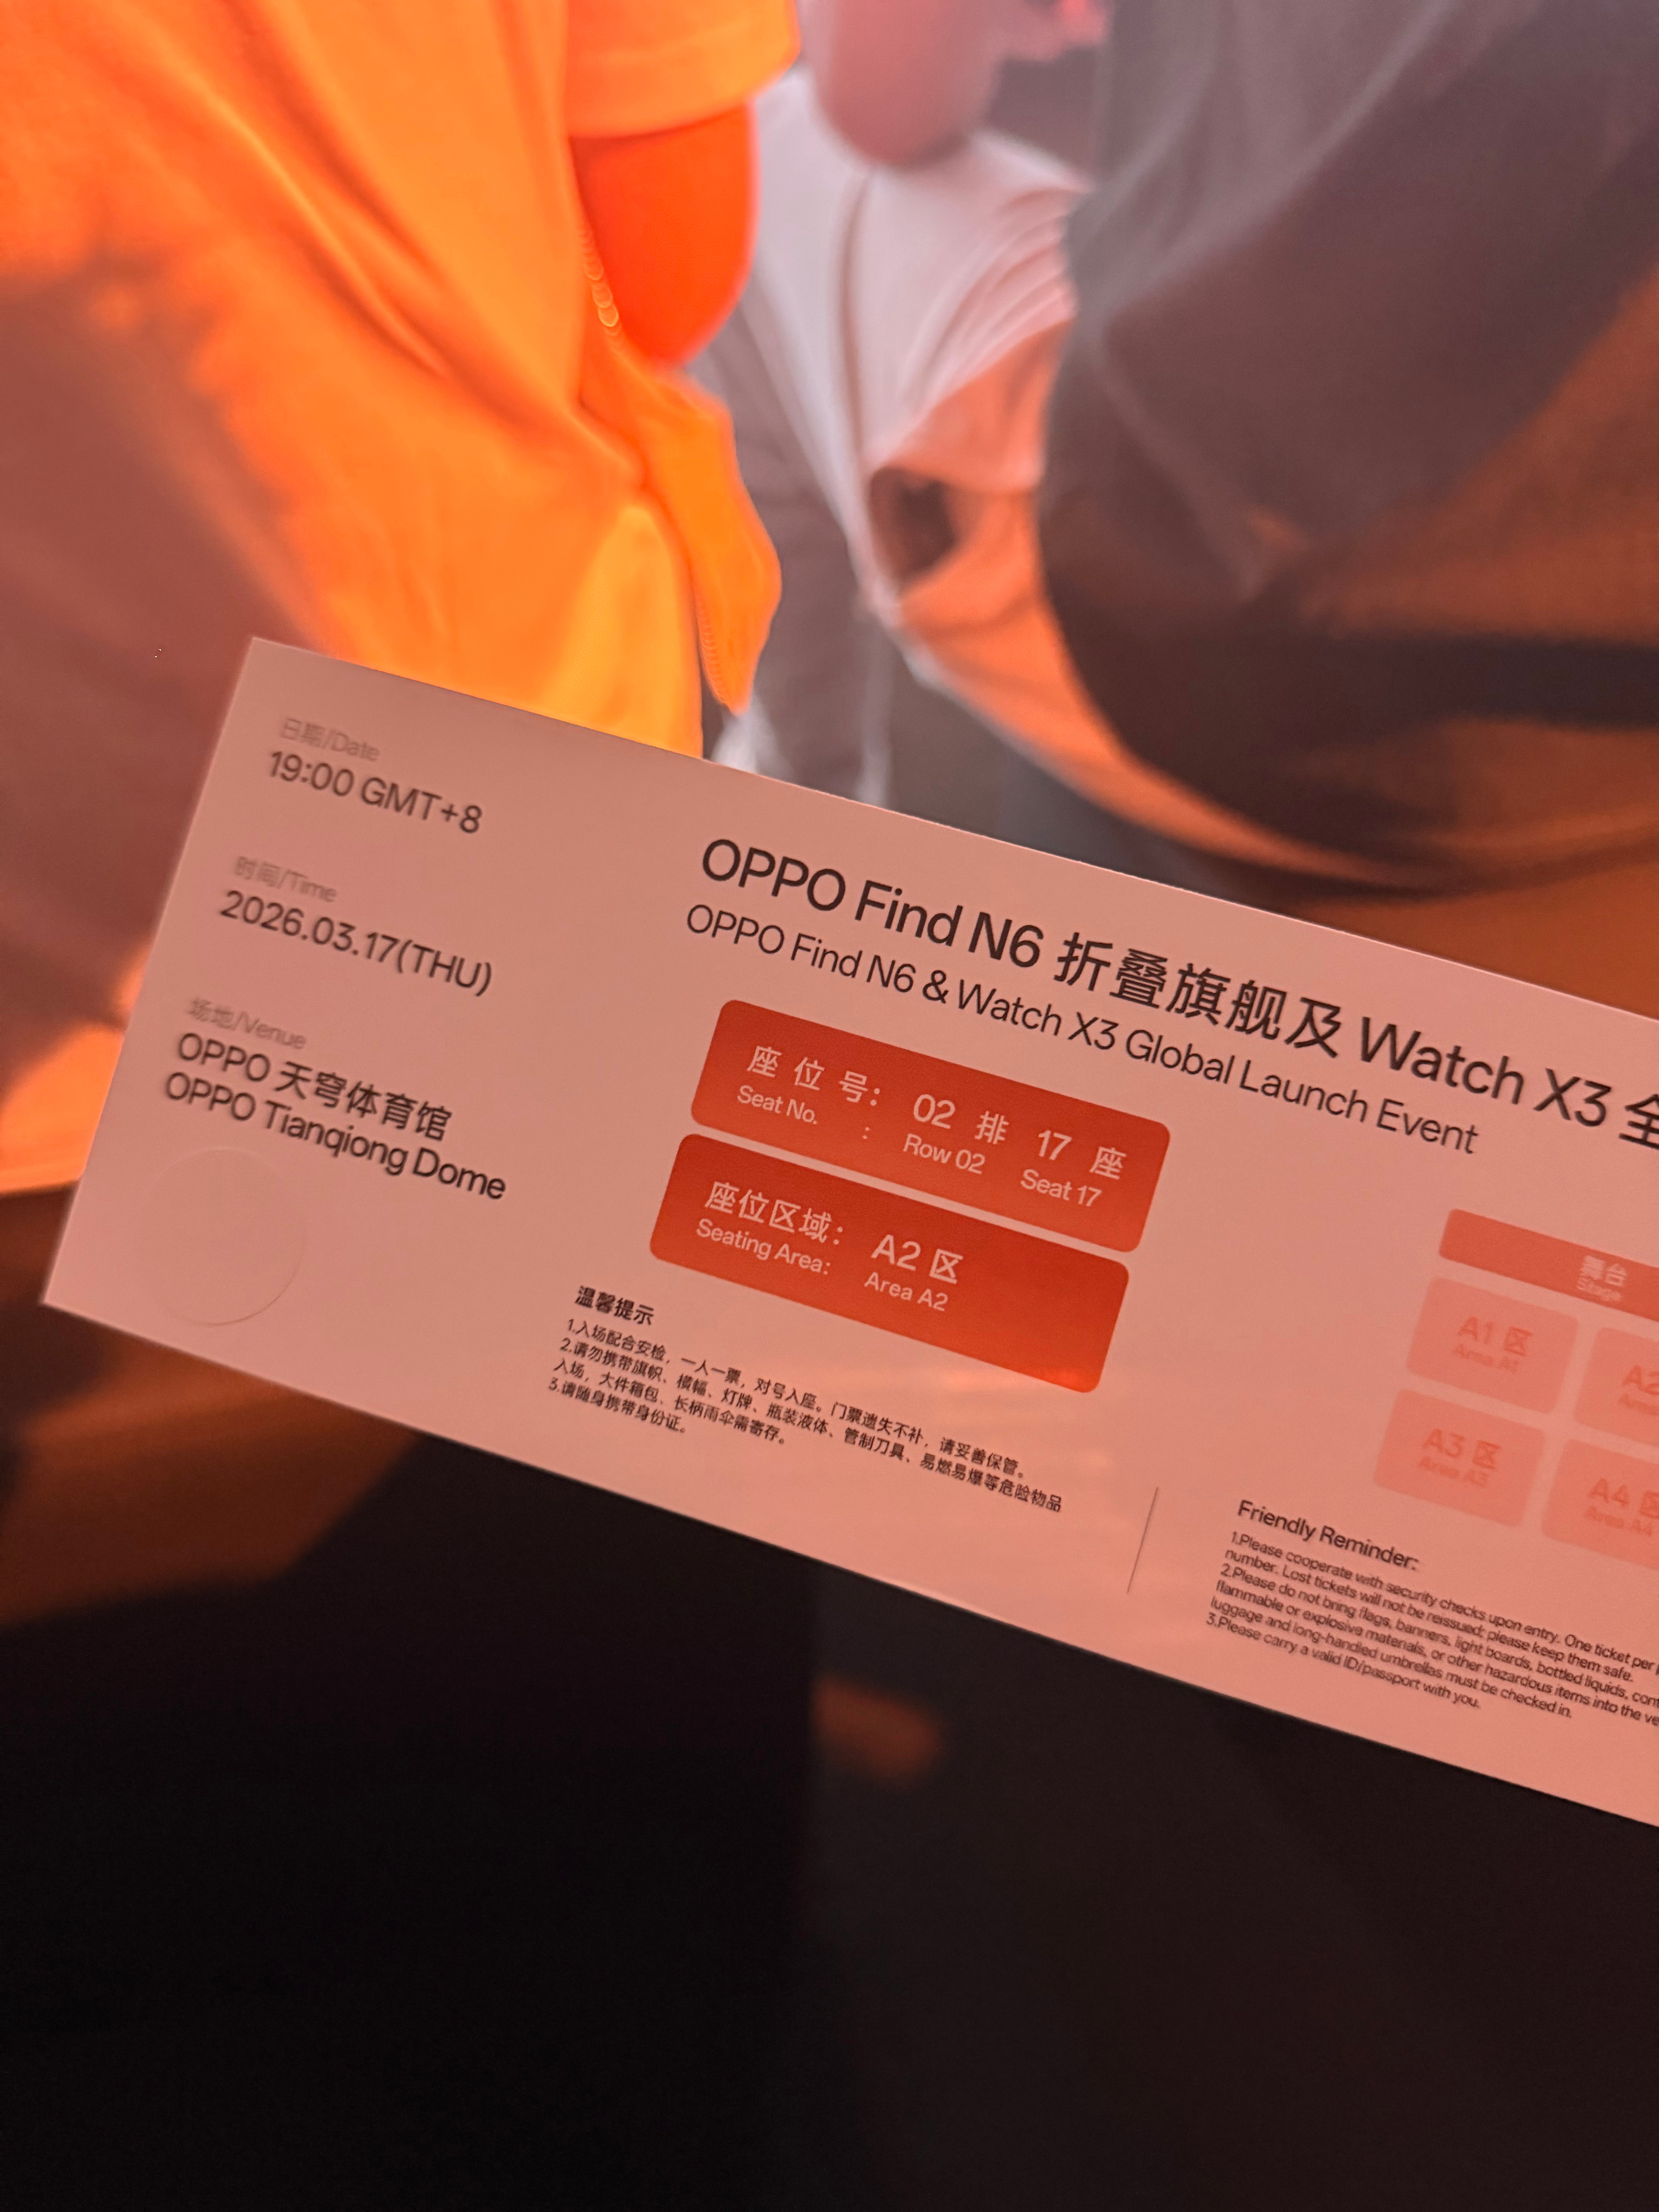 日期/Date
19:00 GMT+8
时间/Time
2026.03.17(THU)
场地/Venue
OPPO 天穹体育馆
OPPO Tianqiong Dome
OPPO Find N6 折叠旗舰及 Watch X3 全
OPPO Find N6 & Watch X3 Global Launch Event
座 位 号： 02 排 17 座
Seat No. : Row 02 Seat 17
座位区域： A2 区
Seating Area: Area A2
温馨提示
1.入场配合安检，一人一票，对号入座。门票遗失不补，请妥善保管。
2.请勿携带旗帜、横幅、灯牌、瓶装液体、管制刀具、易燃易爆等危险物品
入场，大件箱包、长柄雨伞需寄存。
3.请随身携带身份证。
舞台
Stage
A1 区
Area A1
A2
Area
A3 区
Area A3
A4 区
Area A4
Friendly Reminder:
1.Please cooperate with security checks upon entry. One ticket per
number. Lost tickets will not be reissued; please keep them safe.
2.Please do not bring flags, banners, light boards, bottled liquids,
flammable or explosive materials, or other hazardous items into the
luggage and long-handled umbrellas must be checked in.
3.Please carry a valid ID/passport with you.